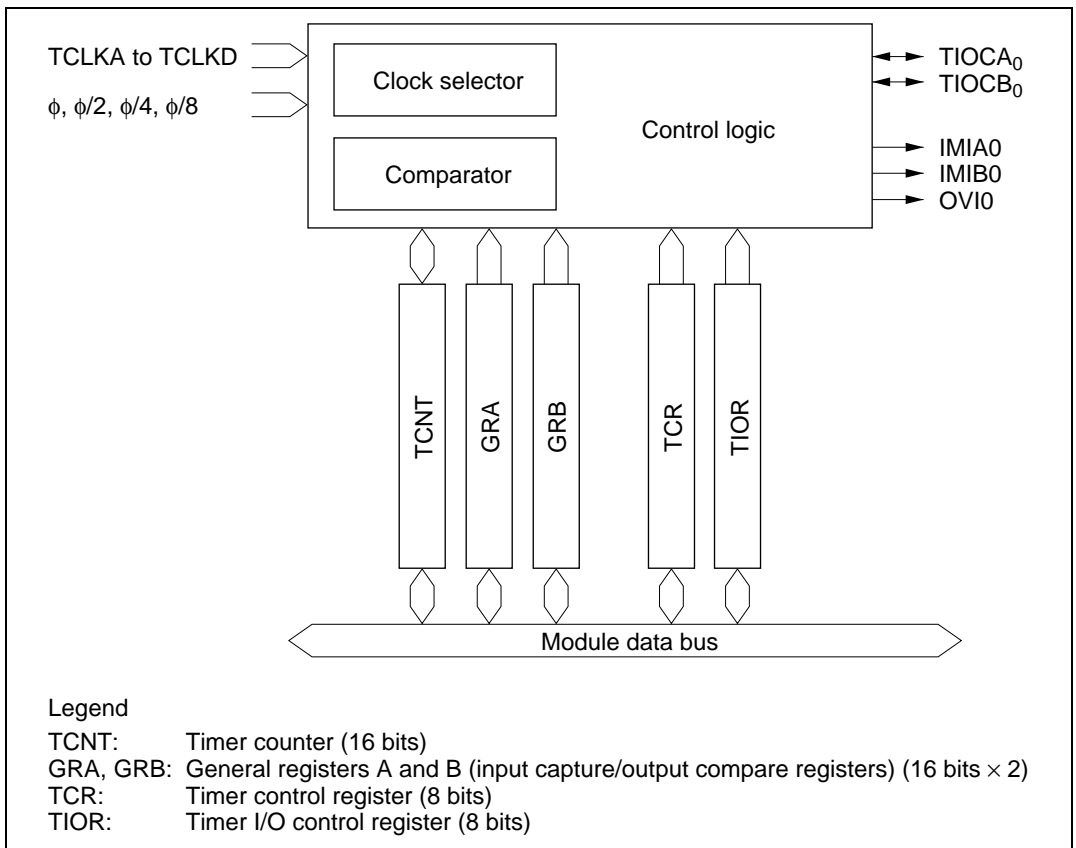 TCLKA to TCLKD
ϕ, ϕ/2, ϕ/4, ϕ/8
Clock selector
Comparator
Control logic
TIOCA₀
TIOCB₀
IMIA0
IMIB0
OVI0
TCNT
GRA
GRB
TCR
TIOR
Module data bus
Legend
TCNT: Timer counter (16 bits)
GRA, GRB: General registers A and B (input capture/output compare registers) (16 bits × 2)
TCR: Timer control register (8 bits)
TIOR: Timer I/O control register (8 bits)